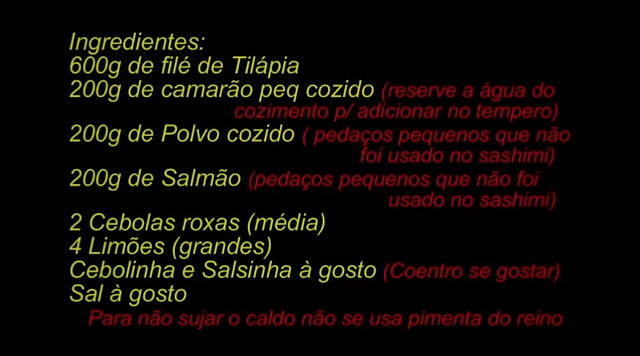 Ingredientes:
600g de filé de Tilápia
200g de camarão peq cozido (reserve a água do
cozimento p/ adicionar no tempero)
200g de Polvo cozido ( pedaços pequenos que não
foi usado no sashimi)
200g de Salmão (pedaços pequenos que não foi
usado no sashimi)
2 Cebolas roxas (média)
4 Limões (grandes)
Cebolinha e Salsinha à gosto (Coentro se gostar)
Sal à gosto
Para não sujar o caldo não se usa pimenta do reino